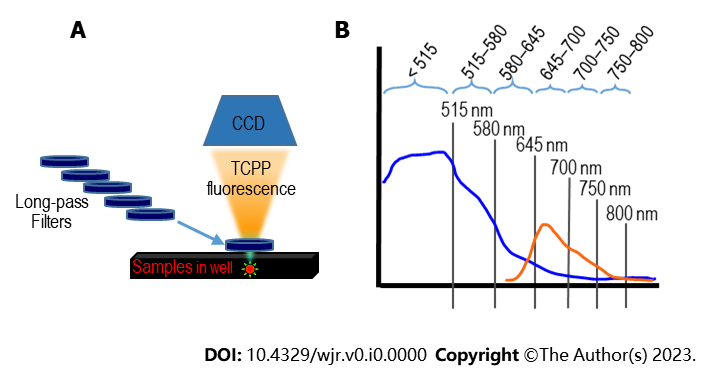 A
CCD
TCPP
fluorescence
Long-pass
Filters
Samples in well
B
< 515
515–580
580–645
645–700
700–750
750–800
515 nm
580 nm
645 nm
700 nm
750 nm
800 nm
DOI: 10.4329/wjr.v0.i0.0000 Copyright ©The Author(s) 2023.